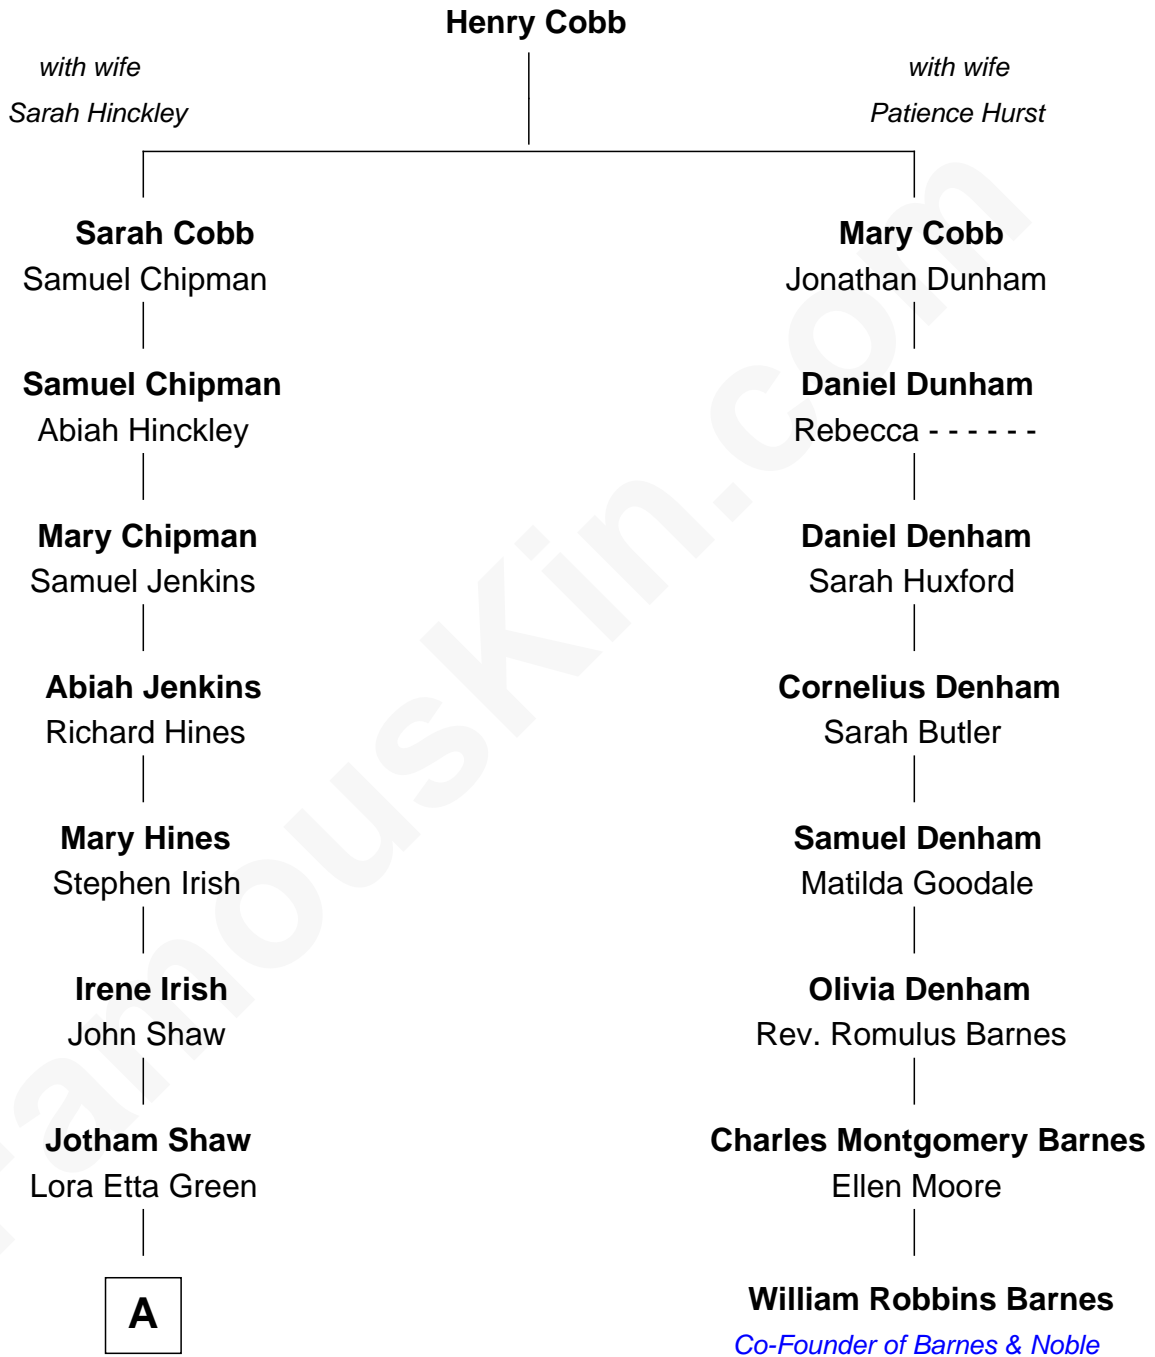 Henry Cobb
with wife
Sarah Hinckley
with wife
Patience Hurst
Sarah Cobb
Samuel Chipman
Samuel Chipman
Abiah Hinckley
Mary Chipman
Samuel Jenkins
Abiah Jenkins
Richard Hines
Mary Hines
Stephen Irish
Irene Irish
John Shaw
Jotham Shaw
Lora Etta Green
A
Mary Cobb
Jonathan Dunham
Daniel Dunham
Rebecca - - - - - -
Daniel Denham
Sarah Huxford
Cornelius Denham
Sarah Butler
Samuel Denham
Matilda Goodale
Olivia Denham
Rev. Romulus Barnes
Charles Montgomery Barnes
Ellen Moore
William Robbins Barnes
Co-Founder of Barnes & Noble
FamousKin.com